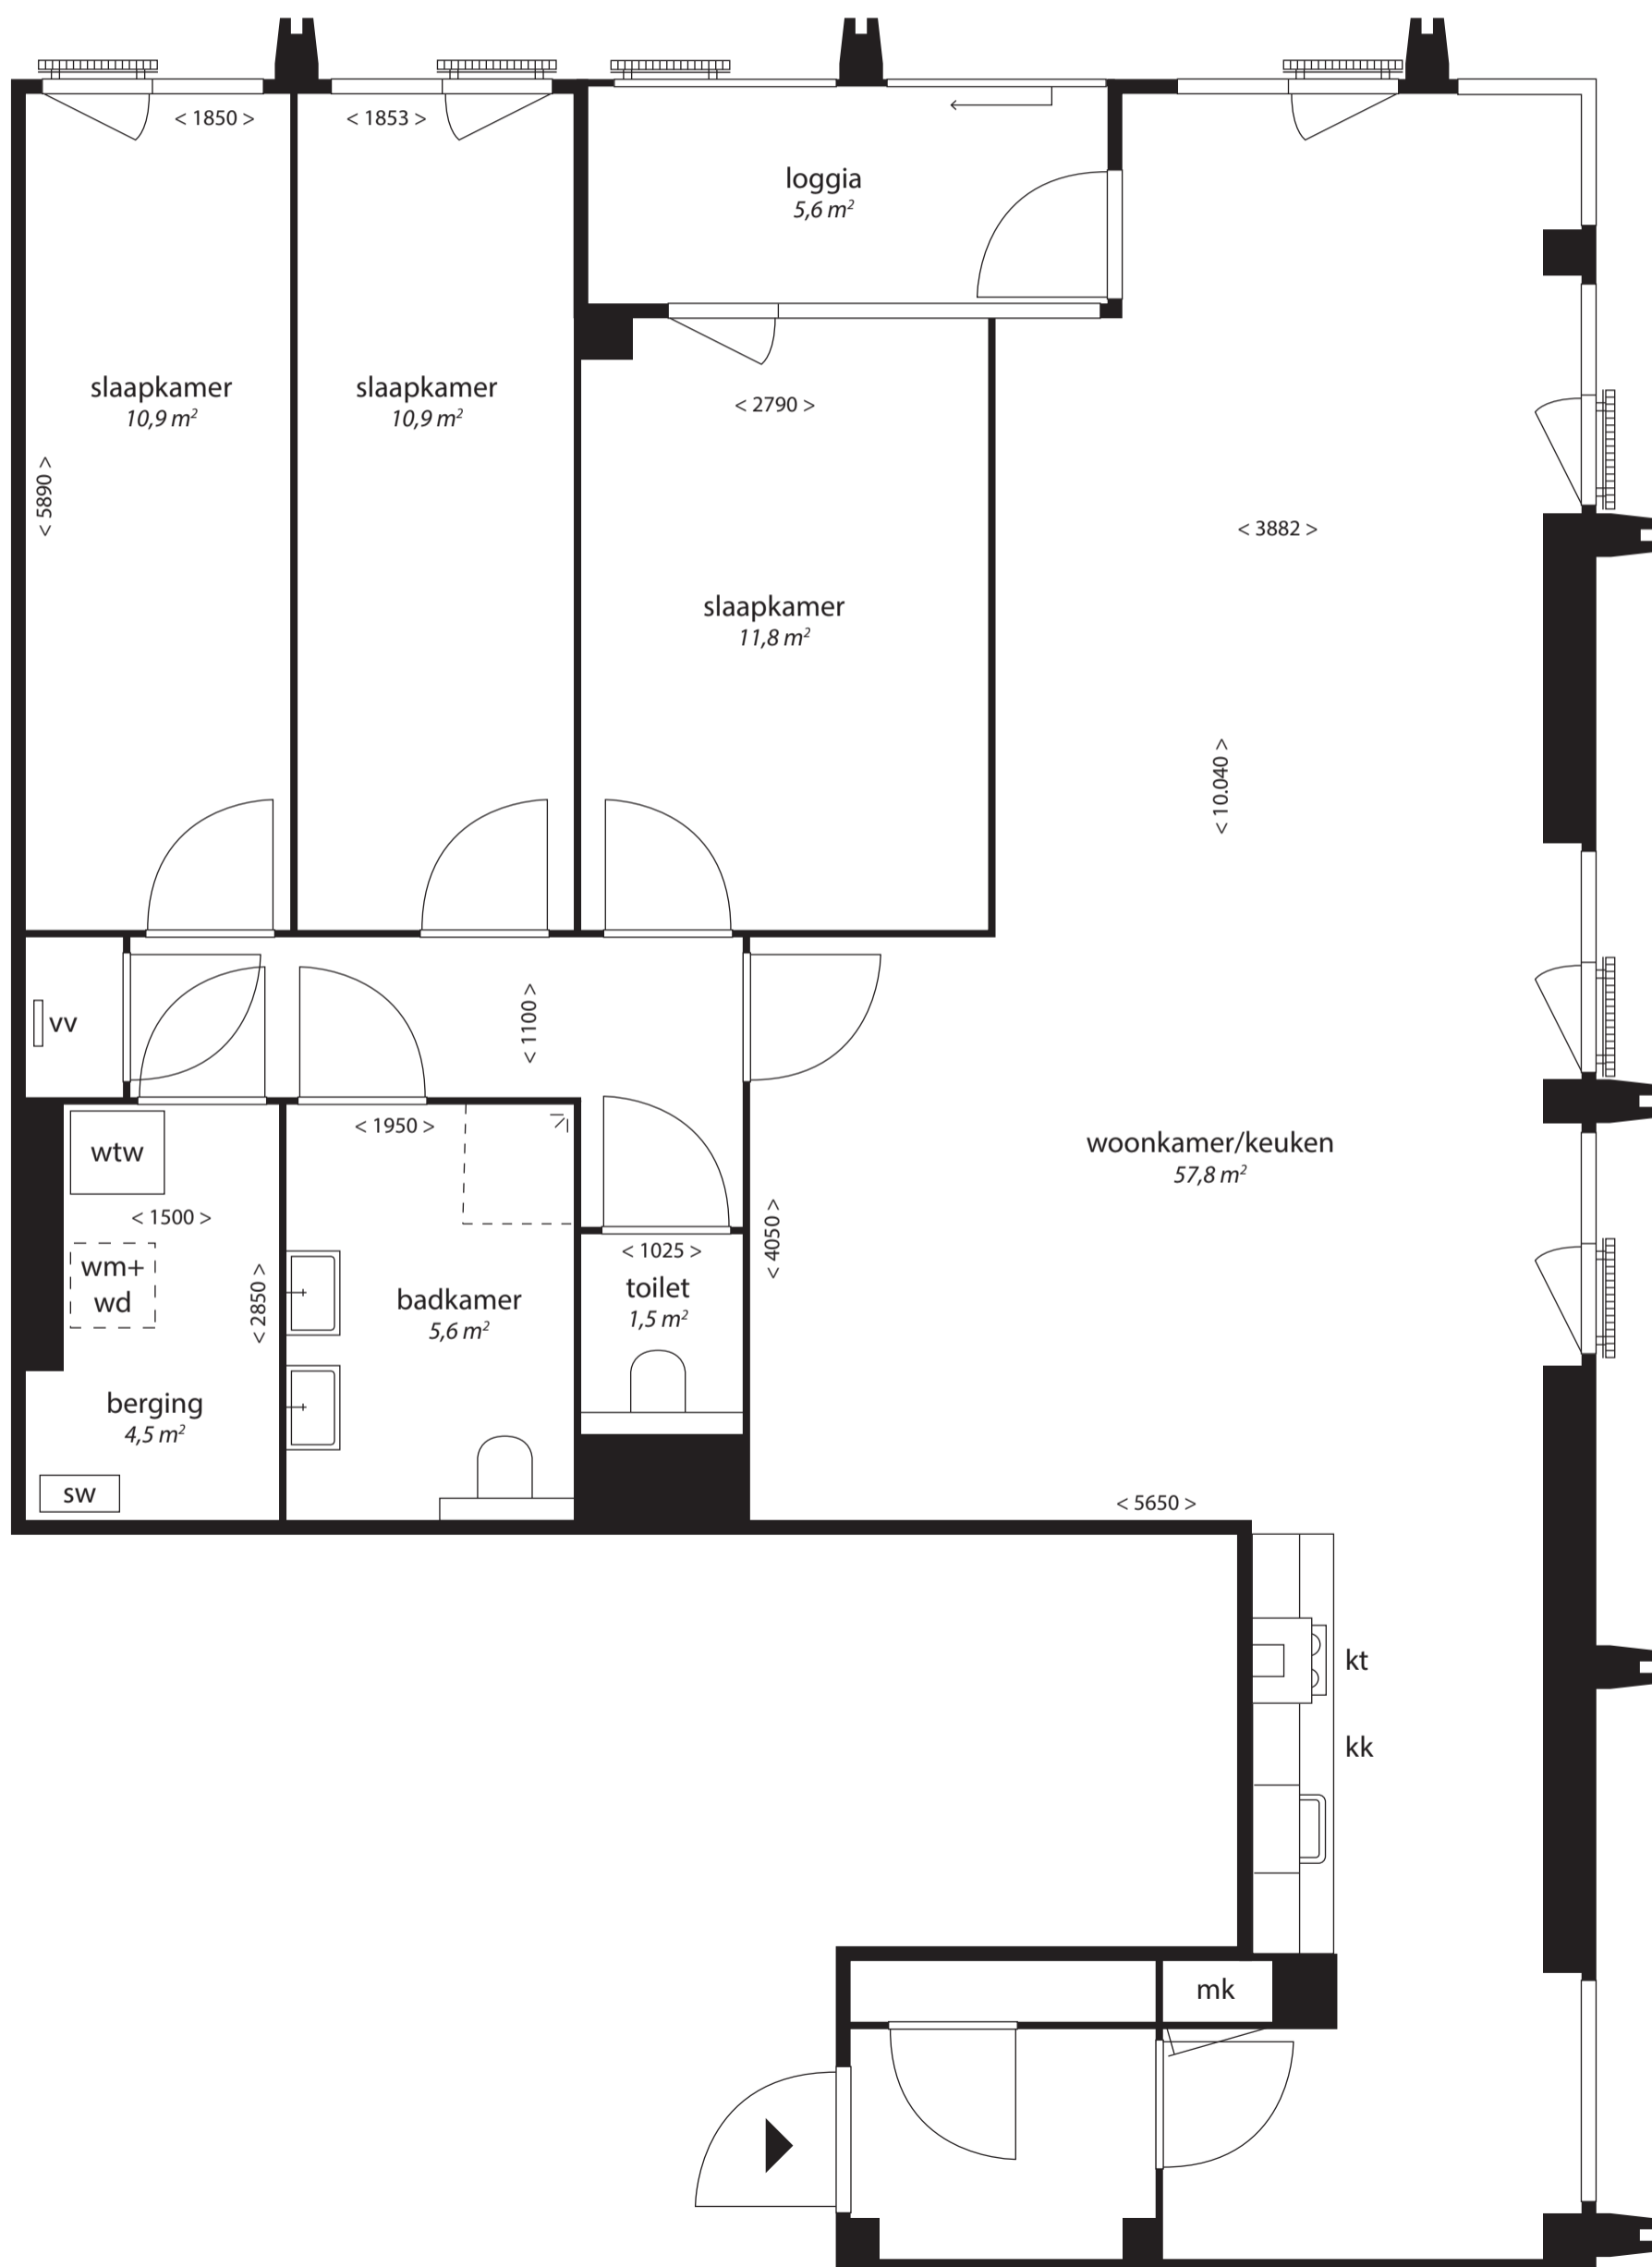 < 1850 >
< 1853 >
loggia
5,6 m²
slaapkamer
10,9 m²
slaapkamer
10,9 m²
< 2790 >
< 5890 >
< 3882 >
slaapkamer
11,8 m²
< 10.040 >
vv
< 1100 >
< 1950 >
wtw
woonkamer/keuken
57,8 m²
< 1500 >
< 4050 >
< 1025 >
wm+
wd
< 2850 >
badkamer
5,6 m²
toilet
1,5 m²
berging
4,5 m²
sw
< 5650 >
kt
kk
mk